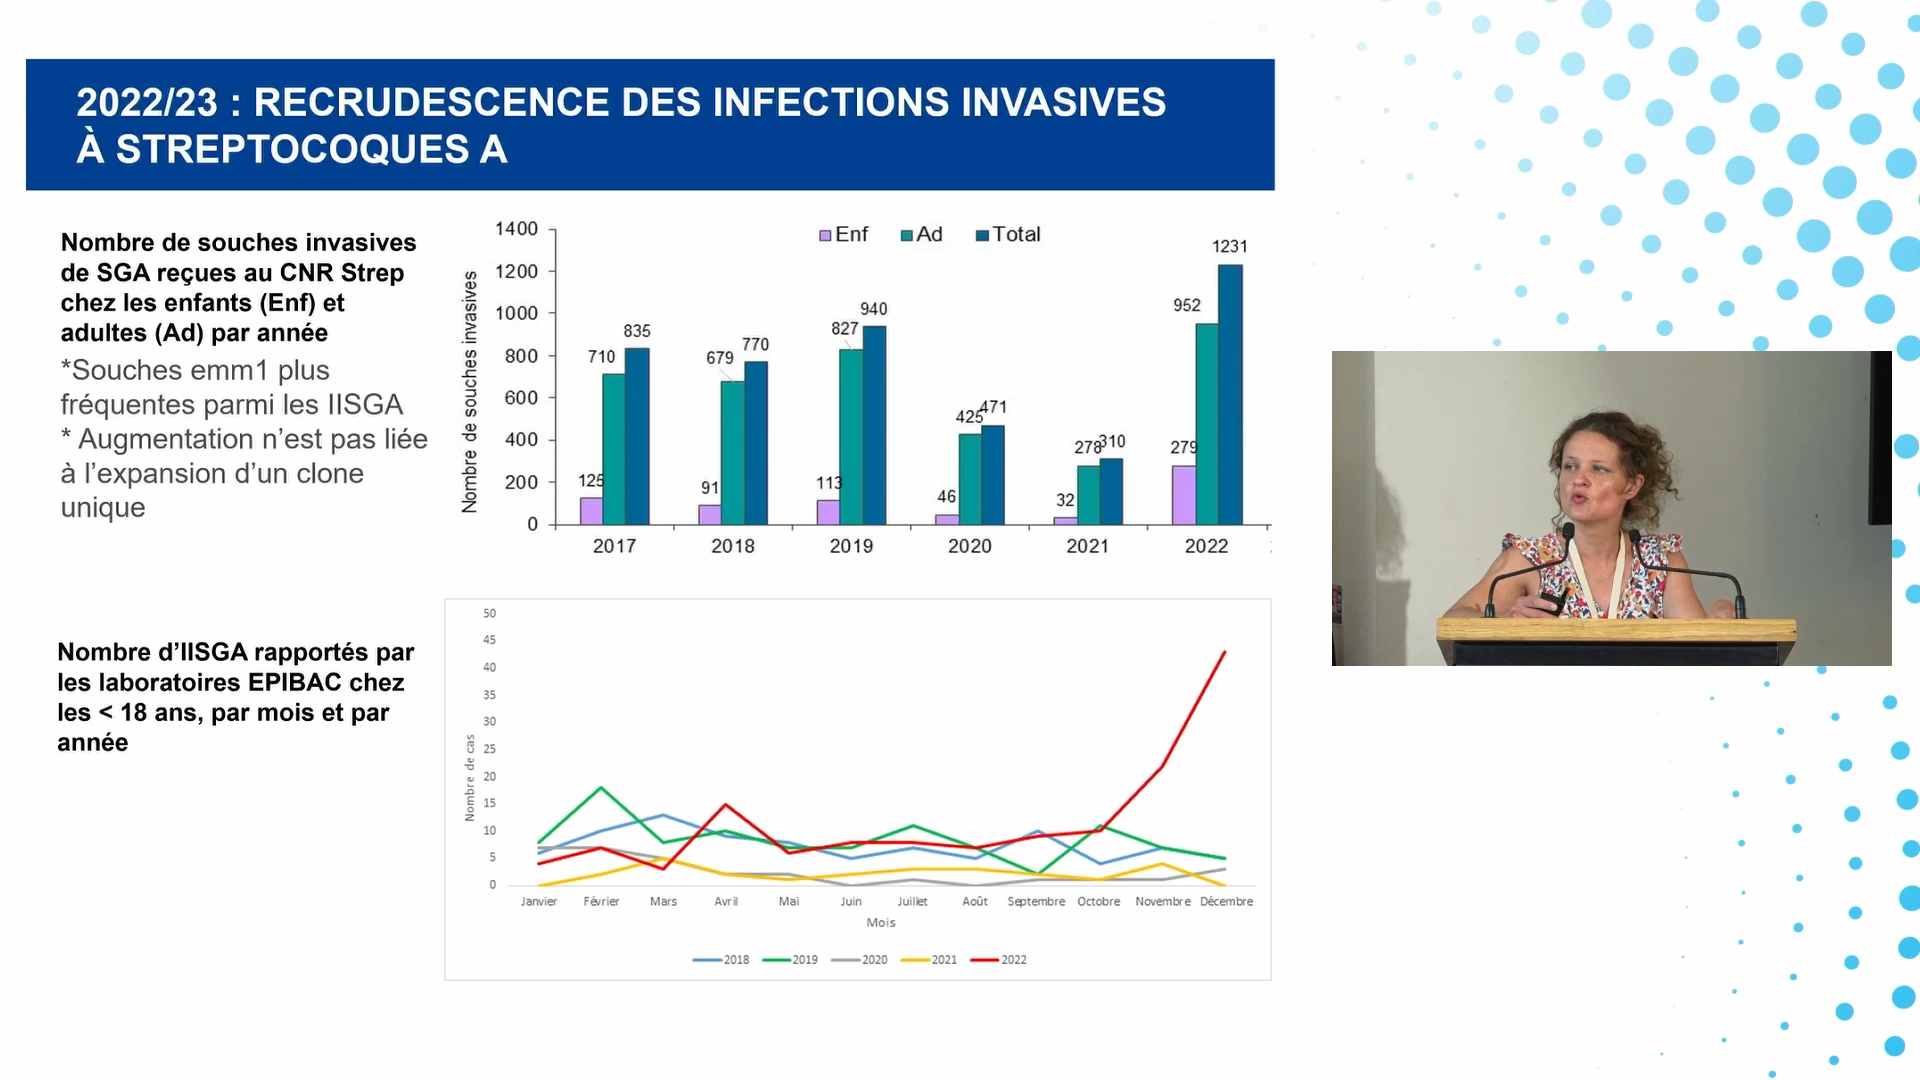 2022/23 : RECRUDESCENCE DES INFECTIONS INVASIVES
À STREPTOCOQUES A
Nombre de souches invasives
de SGA reçues au CNR Strep
chez les enfants (Enf) et
adultes (Ad) par année
*Souches emm1 plus
fréquentes parmi les IISGA
* Augmentation n’est pas liée
à l’expansion d’un clone
unique
Nombre de souches invasives
Enf Ad Total
1400
1200
1000
800
600
400
200
0
125 710 835
91 679 770
113 827 940
46 425 471
32 278 310
279 952 1231
2017 2018 2019 2020 2021 2022
Nombre d’IISGA rapportés par
les laboratoires EPIBAC chez
les < 18 ans, par mois et par
année
Nombre de cas
50
45
40
35
30
25
20
15
10
5
0
Janvier Février Mars Avril Mai Juin Juillet Août Septembre Octobre Novembre Décembre
Mois
2018 2019 2020 2021 2022